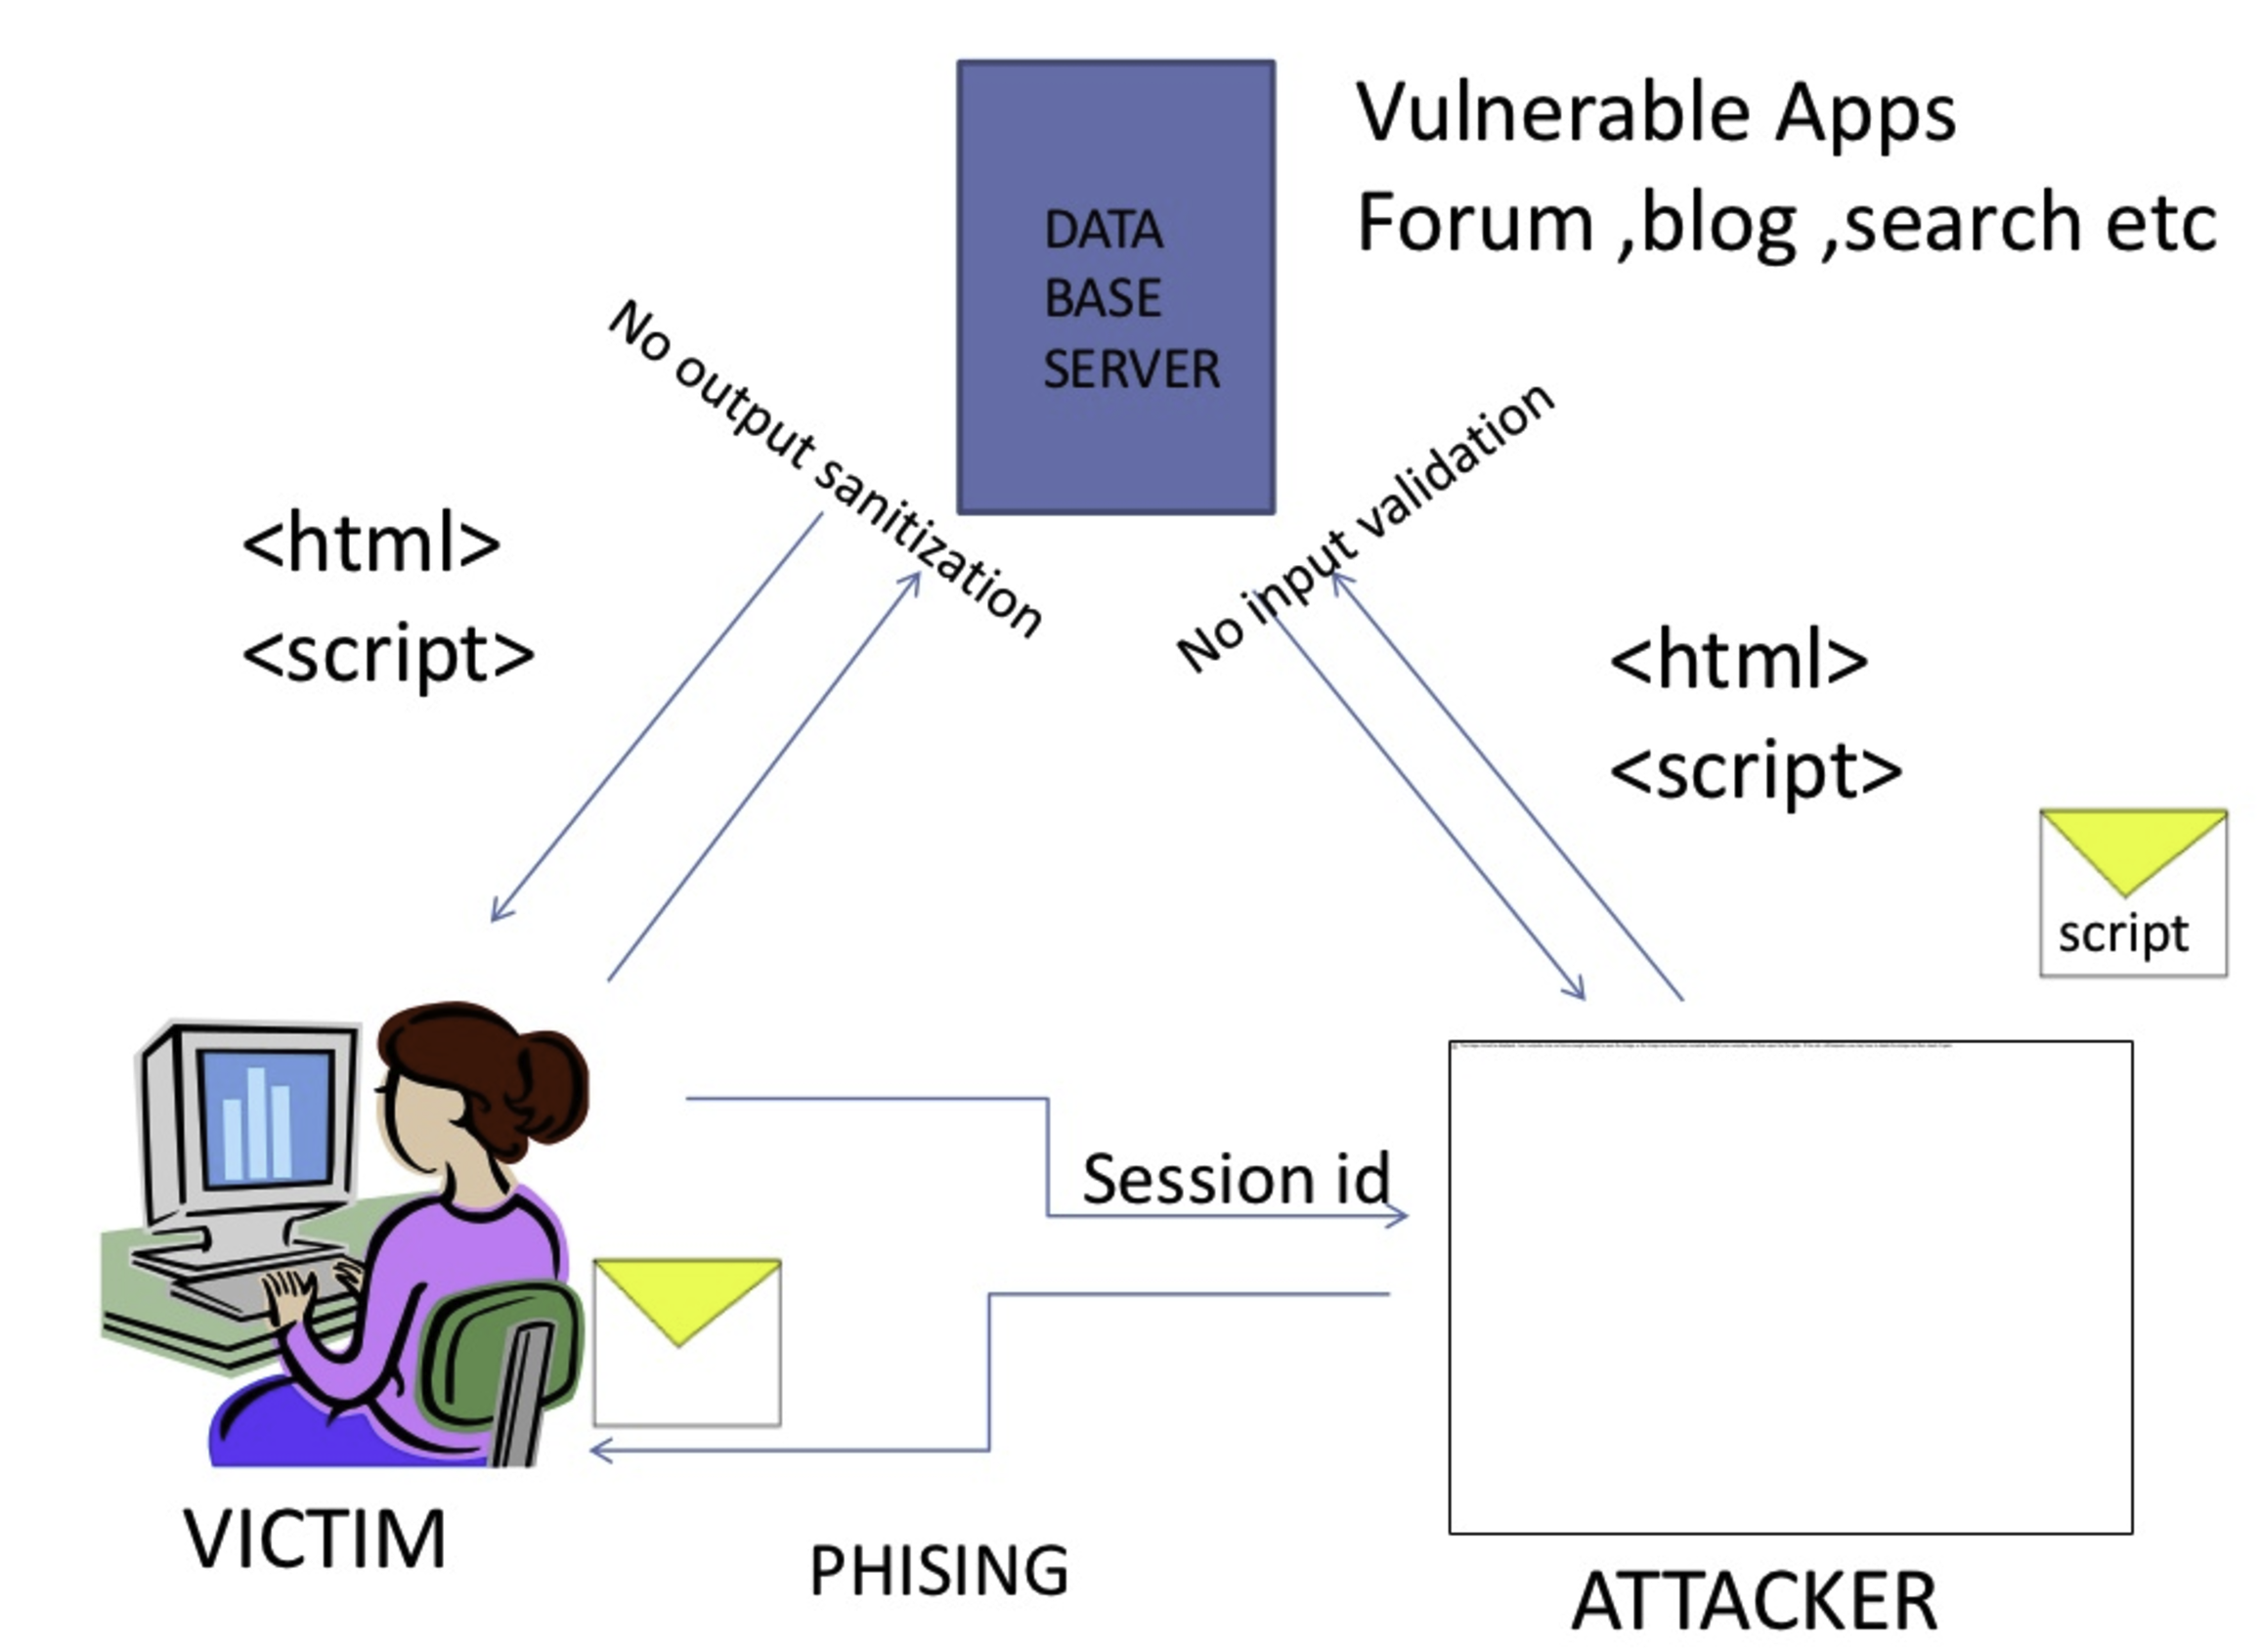 Vulnerable Apps
Forum ,blog ,search etc
DATA
BASE
SERVER
No output sanitization
No input validation
<html>
<script>
<html>
<script>
script
Session id
VICTIM
PHISING
ATTACKER